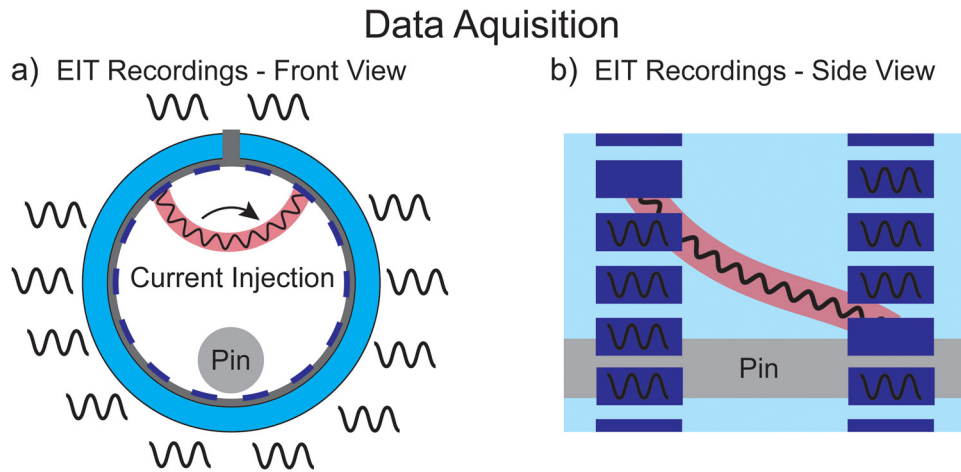 Data Aquisition
a) EIT Recordings - Front View
b) EIT Recordings - Side View
Current Injection
Pin
Pin